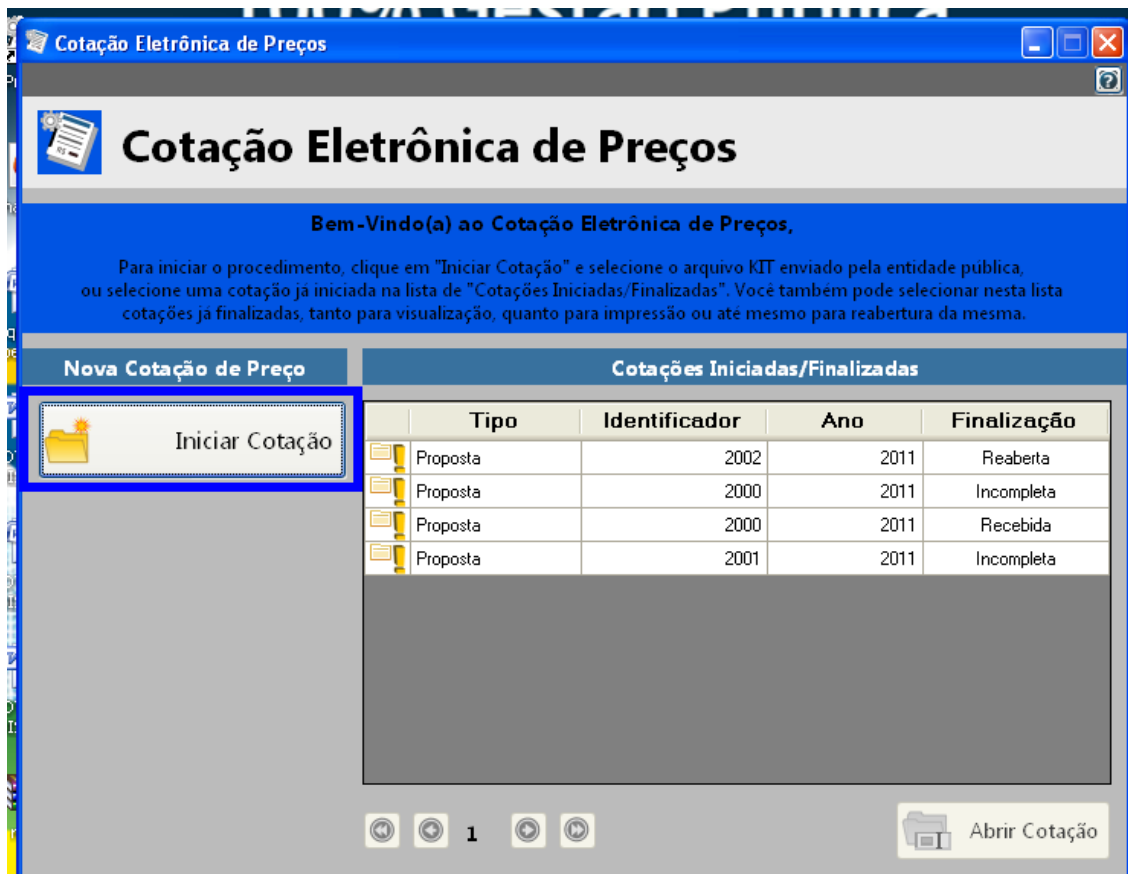 100% Gestão Pública
Cotação Eletrônica de Preços
Cotação Eletrônica de Preços
Bem-Vindo(a) ao Cotação Eletrônica de Preços,
Para iniciar o procedimento, clique em "Iniciar Cotação" e selecione o arquivo KIT enviado pela entidade pública,
ou selecione uma cotação já iniciada na lista de "Cotações Iniciadas/Finalizadas". Você também pode selecionar nesta lista
cotações já finalizadas, tanto para visualização, quanto para impressão ou até mesmo para reabertura da mesma.
Nova Cotação de Preço
Cotações Iniciadas/Finalizadas
Iniciar Cotação
Tipo Identificador Ano Finalização
Proposta 2002 2011 Reaberta
Proposta 2000 2011 Incompleta
Proposta 2000 2011 Recebida
Proposta 2001 2011 Incompleta
1
Abrir Cotação